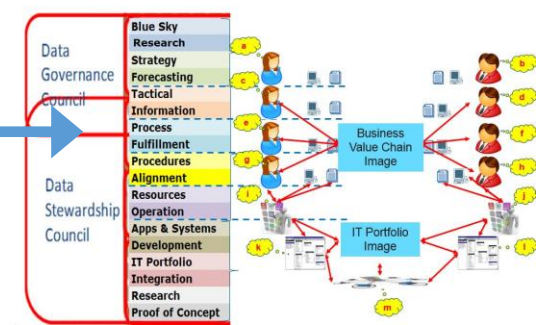 Data
Governance
Council
Data
Stewardship
Council
Blue Sky
Research
Strategy
Forecasting
Tactical
Information
Process
Fulfillment
Procedures
Alignment
Resources
Operation
Apps & Systems
Development
IT Portfolio
Integration
Research
Proof of Concept
a
b
c
d
e
f
g
h
i
j
k
l
m
Business
Value Chain
Image
IT Portfolio
Image